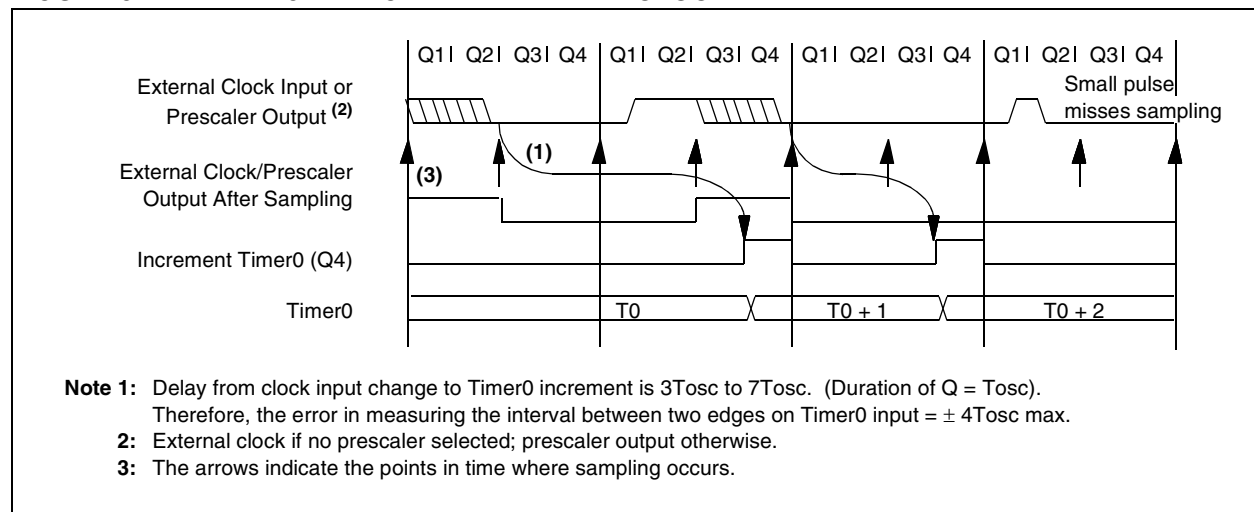 Q1| Q2| Q3| Q4 Q1| Q2| Q3| Q4 Q1| Q2| Q3| Q4 Q1| Q2| Q3| Q4
External Clock Input or
Prescaler Output (2)
Small pulse
misses sampling
(1)
(3)
External Clock/Prescaler
Output After Sampling
Increment Timer0 (Q4)
Timer0
T0
T0 + 1
T0 + 2
Note 1: Delay from clock input change to Timer0 increment is 3Tosc to 7Tosc. (Duration of Q = Tosc).
Therefore, the error in measuring the interval between two edges on Timer0 input = ± 4Tosc max.
2: External clock if no prescaler selected; prescaler output otherwise.
3: The arrows indicate the points in time where sampling occurs.